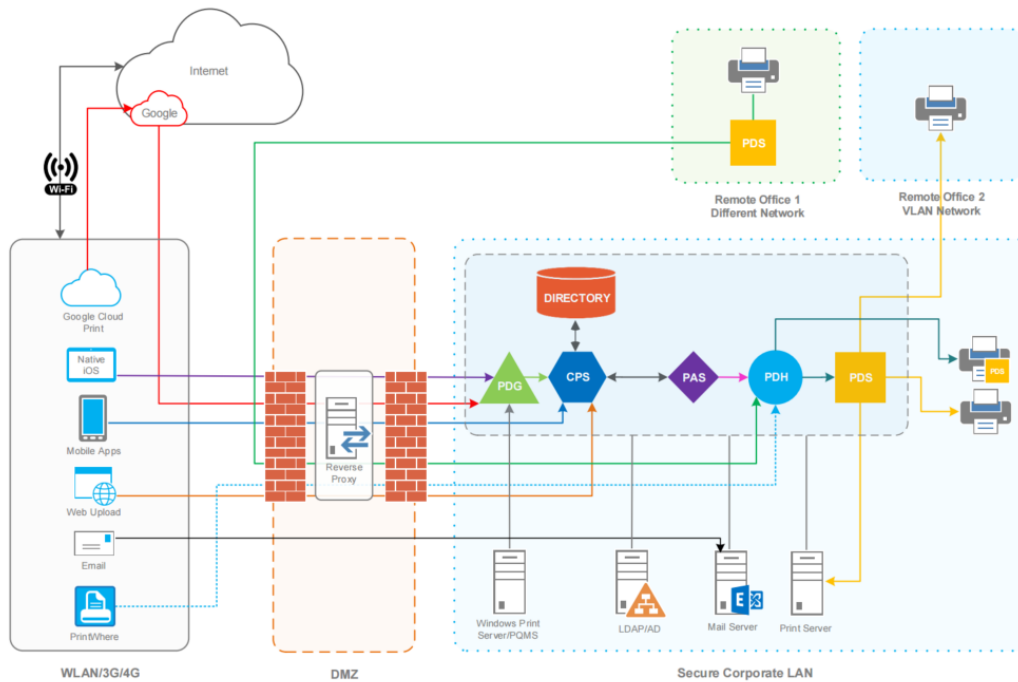 Internet
Google
Wi-Fi
PDS
Remote Office 1
Different Network
Remote Office 2
VLAN Network
Google Cloud
Print
Native
iOS
Mobile Apps
Web Upload
Email
PrintWhere
WLAN/3G/4G
Reverse
Proxy
DMZ
DIRECTORY
PDG
CPS
PAS
PDH
PDS
PDS
Windows Print
Server/PQMS
LDAP/AD
E
Mail Server
Print Server
Secure Corporate LAN